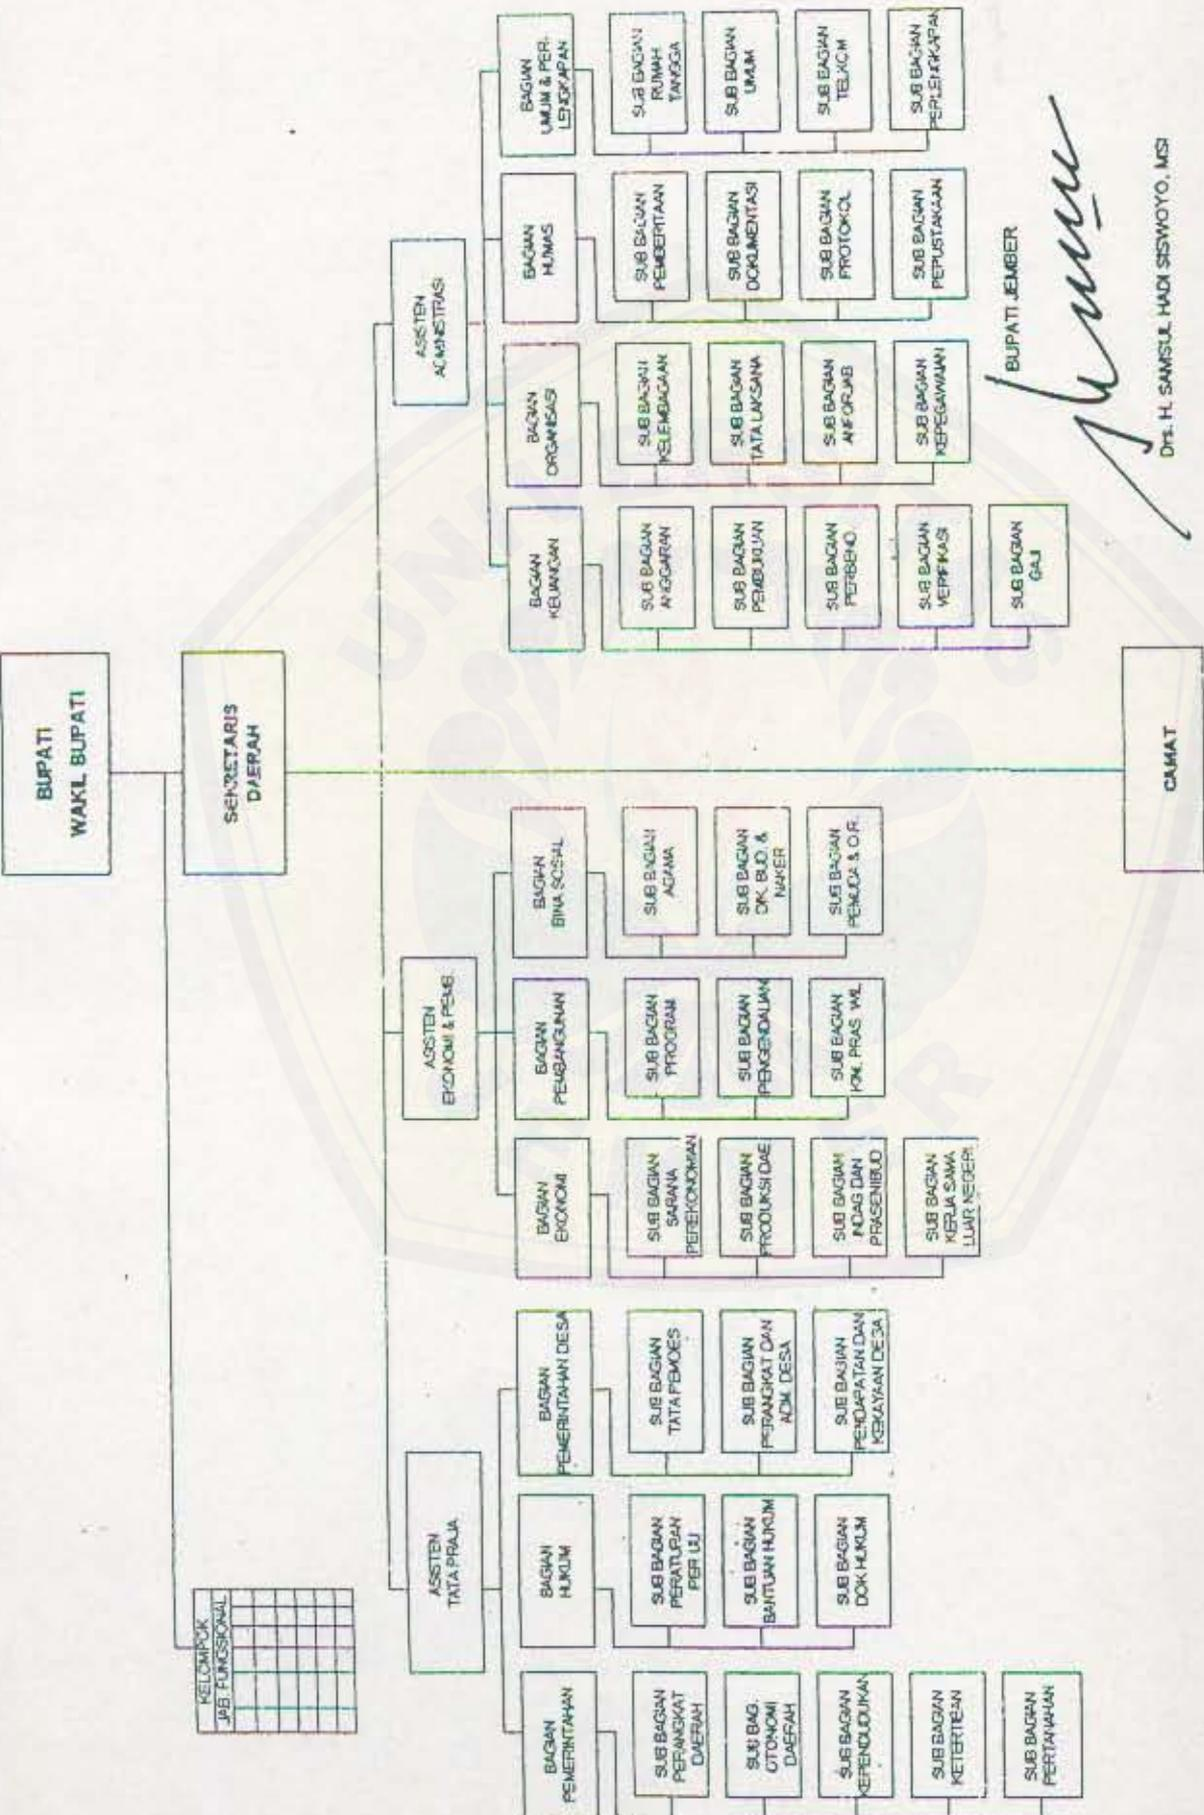 BUPATI
WAKIL BUPATI
SEKRETARIS
DAERAH
KELOMPOK
JAB. FUNGSIONAL
ASISTEN
TATA PRAJA
ASISTEN
EKONOMI & PEMB.
ASISTEN
ADMINISTRASI
BAGIAN
PEMERINTAHAN
BAGIAN
HUKUM
BAGIAN
PEMERINTAHAN DESA
BAGIAN
EKONOMI
BAGIAN
PEMBANGUNAN
BAGIAN
BINA SOSIAL
BAGIAN
KEUANGAN
BAGIAN
ORGANISASI
BAGIAN
HUMAS
BAGIAN
UMUM & PER.
LENGKAPAN
SUB BAGIAN
PERANGKAT
DAERAH
SUB BAG.
OTONOMI
DAERAH
SUB BAGIAN
KEPENDUDUKAN
SUB BAGIAN
KETERTIBAN
SUB BAGIAN
PERTANAHAN
SUB BAGIAN
PERATURAN
PER UU
SUB BAGIAN
BANTUAN HUKUM
SUB BAGIAN
DOK HUKUM
SUB BAGIAN
TATA PEMDES
SUB BAGIAN
PERANGKAT DAN
ADM. DESA
SUB BAGIAN
PENDAPATAN DAN
KEKAYAAN DESA
SUB BAGIAN
SARANA
PEREKONOMIAN
SUB BAGIAN
PRODUKSI DAE
SUB BAGIAM
INDAG DAN
PRASENIBUD
SUB BAGIAN
KERJA SAMA
LUAR NEGERI
SUB BAGIAN
PROGRAM
SUB BAGIAN
PENGENDALIAN
SUB BAGIAN
KIM. PRAS WIL
SUB BAGIAN
AGAMA
SUB BAGIAN
DIK. BUD. &
NAKER
SUB BAGIAN
PEMUDA & O.R.
SUB BAGIAN
ANGGARAN
SUB BAGIAN
PEMBUKUAN
SUB BAGIAN
PERBEND.
SUB BAGIAN
VERIFIKASI
SUB BAGIAN
GAJI
SUB BAGIAN
KELEMBAGAAN
SUB BAGIAN
TATA LAKSANA
SUB BAGIAN
ANFORJAB
SUB BAGIAN
KEPEGAWAIAN
SUB BAGIAN
PEMBERTAAN
SUB BAGIAN
DOKUMENTASI
SUB BAGIAN
PROTOKOL
SUB BAGIAN
PEPUSTAKAAN
SUB BAGIAN
RUMAH
TANGGA
SUB BAGIAN
UMUM
SUB BAGIAN
TELKOM
SUB BAGIAN
PERLENGKAPAN
CAMAT
BUPATI JEMBER
Drs. H. SAMSUL HADI SISWOYO, MSI